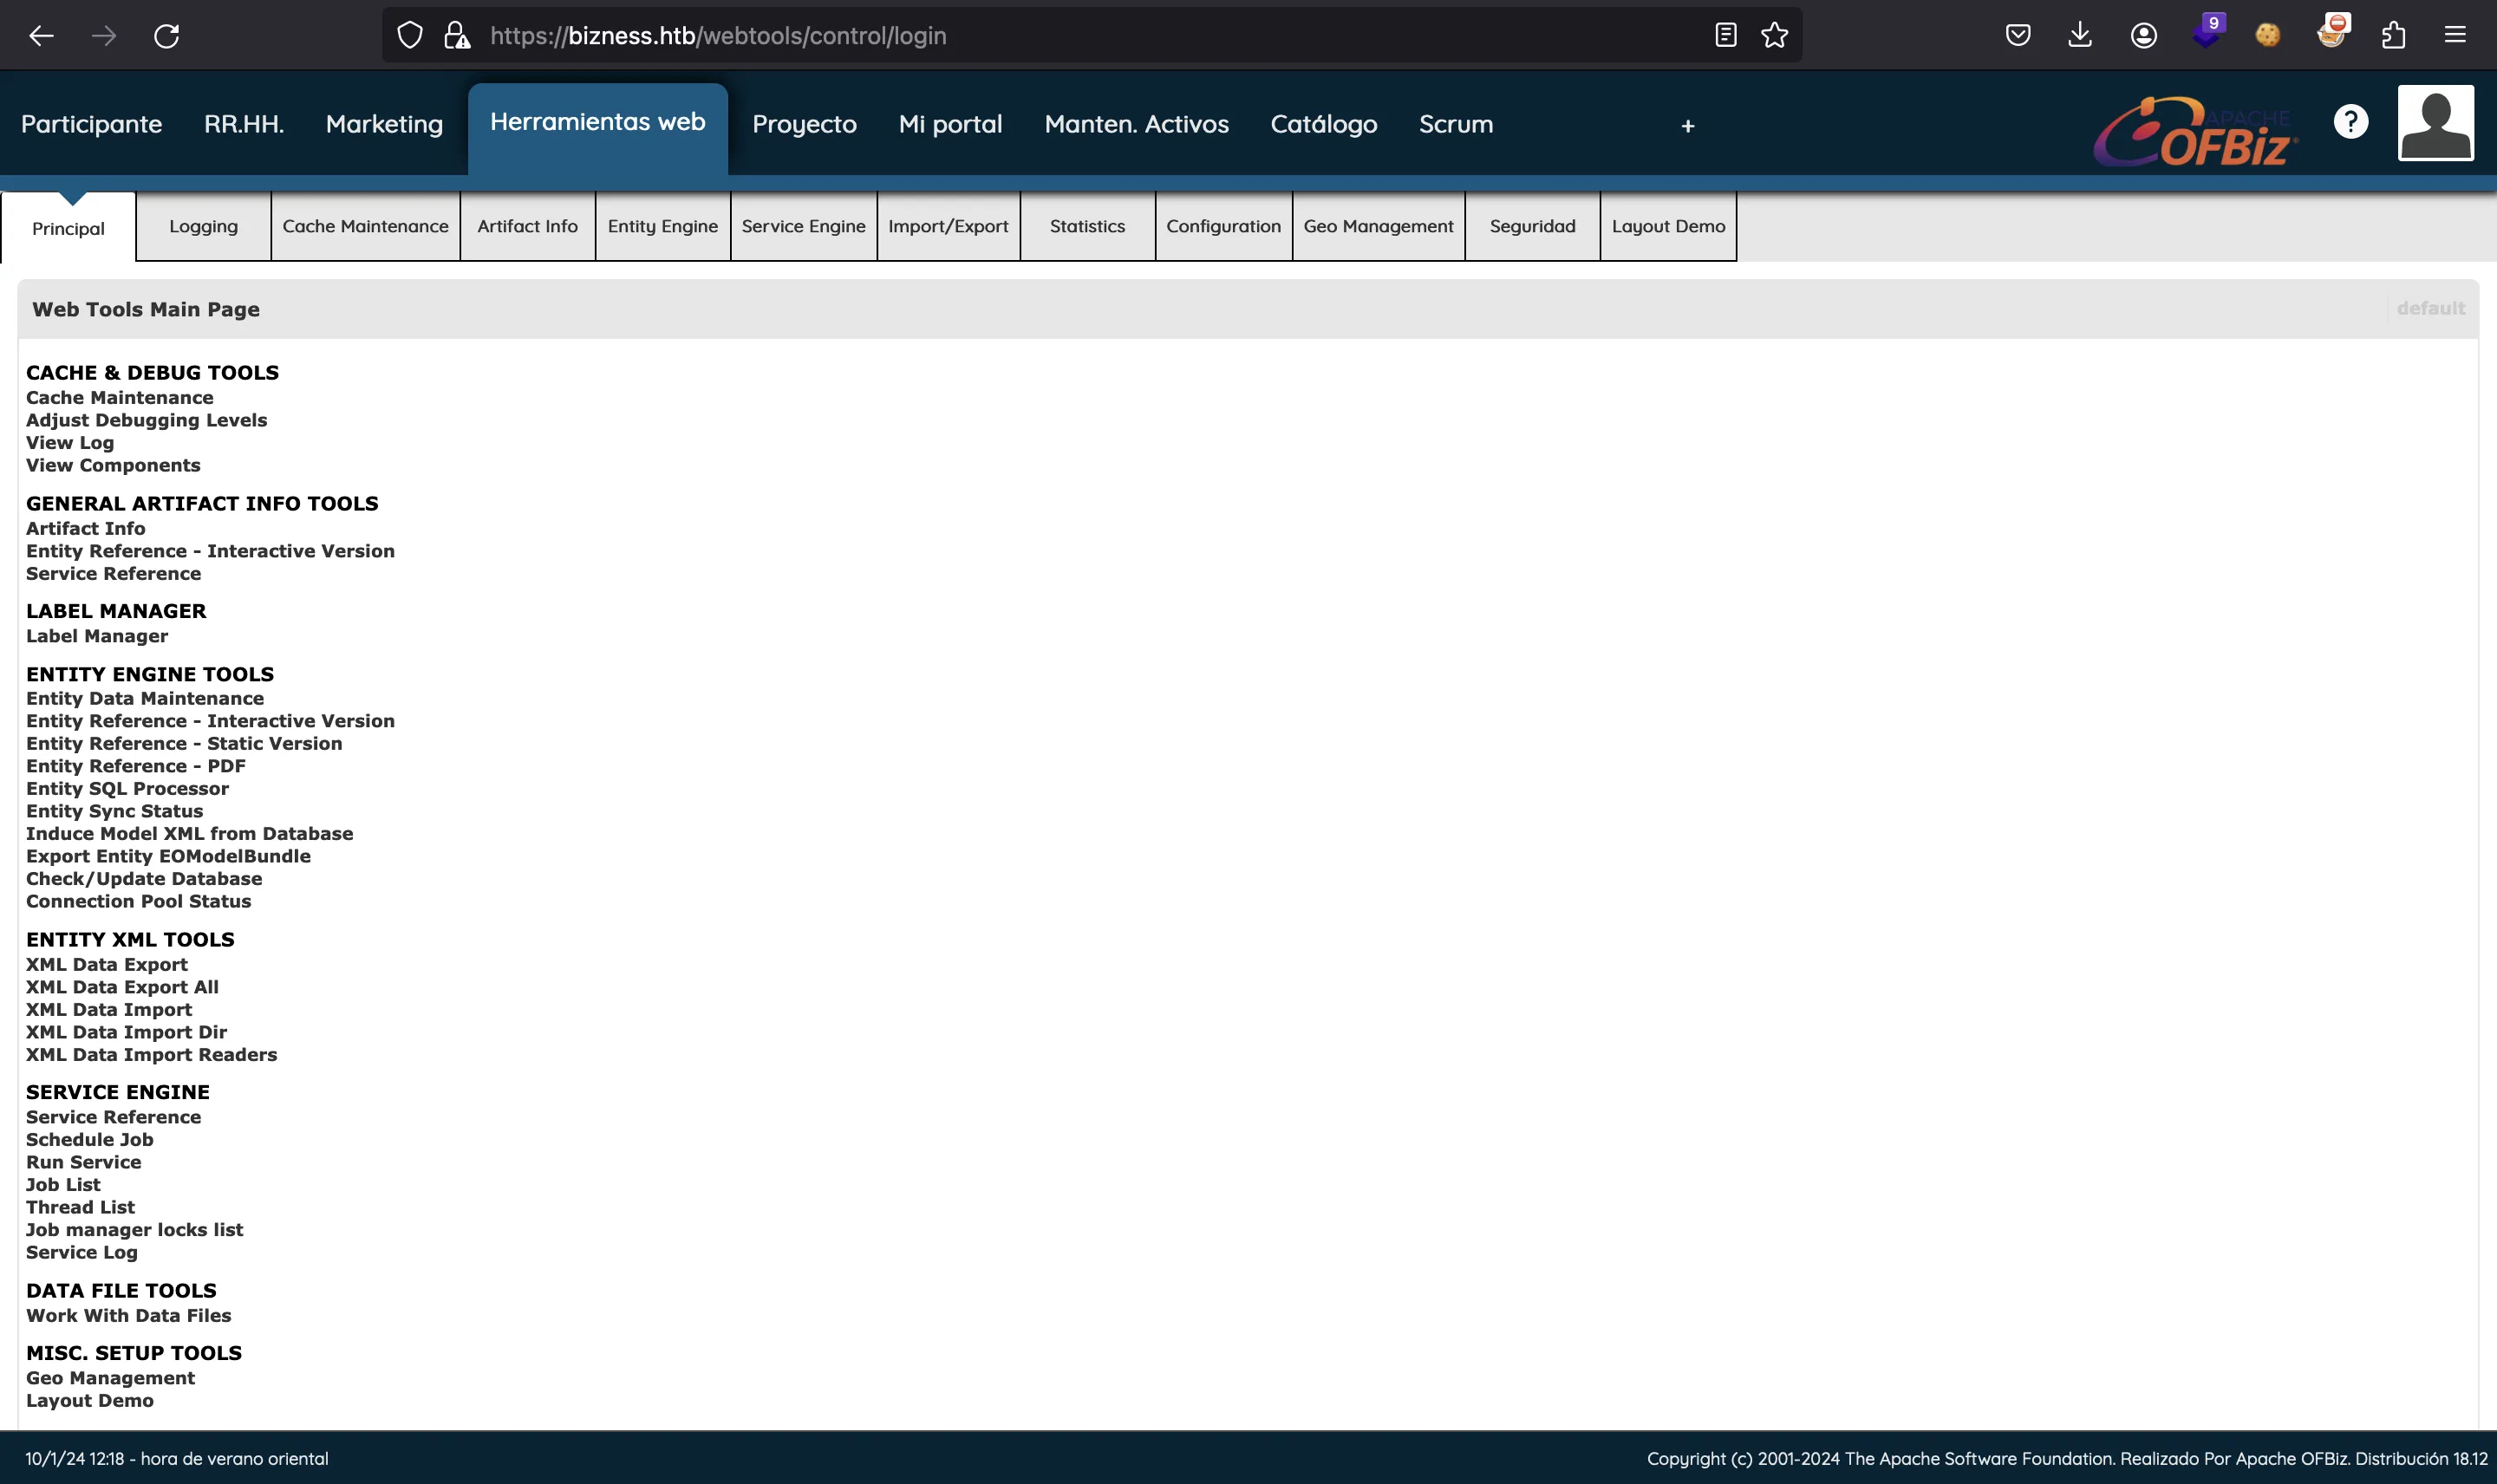 https://bizness.htb/webtools/control/login
9
Participante RR.HH. Marketing Herramientas web Proyecto Mi portal Manten. Activos Catálogo Scrum +
APACHE
OFBiz
?
Principal Logging Cache Maintenance Artifact Info Entity Engine Service Engine Import/Export Statistics Configuration Geo Management Seguridad Layout Demo
Web Tools Main Page default
CACHE & DEBUG TOOLS
Cache Maintenance
Adjust Debugging Levels
View Log
View Components
GENERAL ARTIFACT INFO TOOLS
Artifact Info
Entity Reference - Interactive Version
Service Reference
LABEL MANAGER
Label Manager
ENTITY ENGINE TOOLS
Entity Data Maintenance
Entity Reference - Interactive Version
Entity Reference - Static Version
Entity Reference - PDF
Entity SQL Processor
Entity Sync Status
Induce Model XML from Database
Export Entity EOModelBundle
Check/Update Database
Connection Pool Status
ENTITY XML TOOLS
XML Data Export
XML Data Export All
XML Data Import
XML Data Import Dir
XML Data Import Readers
SERVICE ENGINE
Service Reference
Schedule Job
Run Service
Job List
Thread List
Job manager locks list
Service Log
DATA FILE TOOLS
Work With Data Files
MISC. SETUP TOOLS
Geo Management
Layout Demo
10/1/24 12:18 - hora de verano oriental Copyright (c) 2001-2024 The Apache Software Foundation. Realizado Por Apache OFBiz. Distribución 18.12